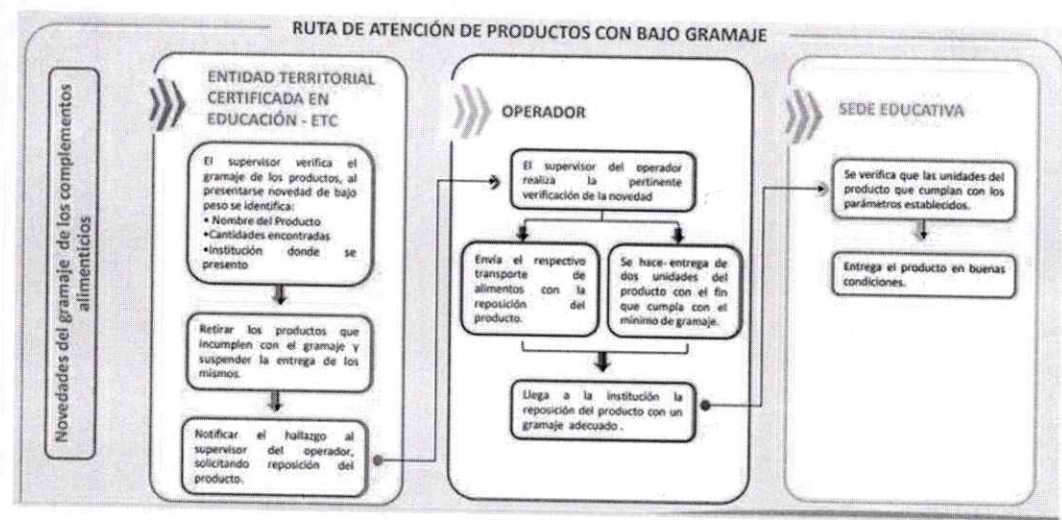 RUTA DE ATENCIÓN DE PRODUCTOS CON BAJO GRAMAJE
Novedades del gramaje de los complementos
alimenticios
ENTIDAD TERRITORIAL
CERTIFICADA EN
EDUCACIÓN - ETC
El supervisor verifica el
gramaje de los productos, al
presentarse novedad de bajo
peso se identifica:
• Nombre del Producto
•Cantidades encontradas
•Institución donde se
presento
Retirar los productos que
incumplen con el gramaje y
suspender la entrega de los
mismos.
Notificar el hallazgo al
supervisor del operador,
solicitando reposición del
producto.
OPERADOR
El supervisor del operador
realiza la pertinente
verificación de la novedad
Envía el respectivo
transporte de
alimentos con la
reposición del
producto.
Se hace entrega de
dos unidades del
producto con el fin
que cumpla con el
mínimo de gramaje.
Llega a la institución la
reposición del producto con un
gramaje adecuado .
SEDE EDUCATIVA
Se verifica que las unidades del
producto que cumplan con los
parámetros establecidos.
Entrega el producto en buenas
condiciones.